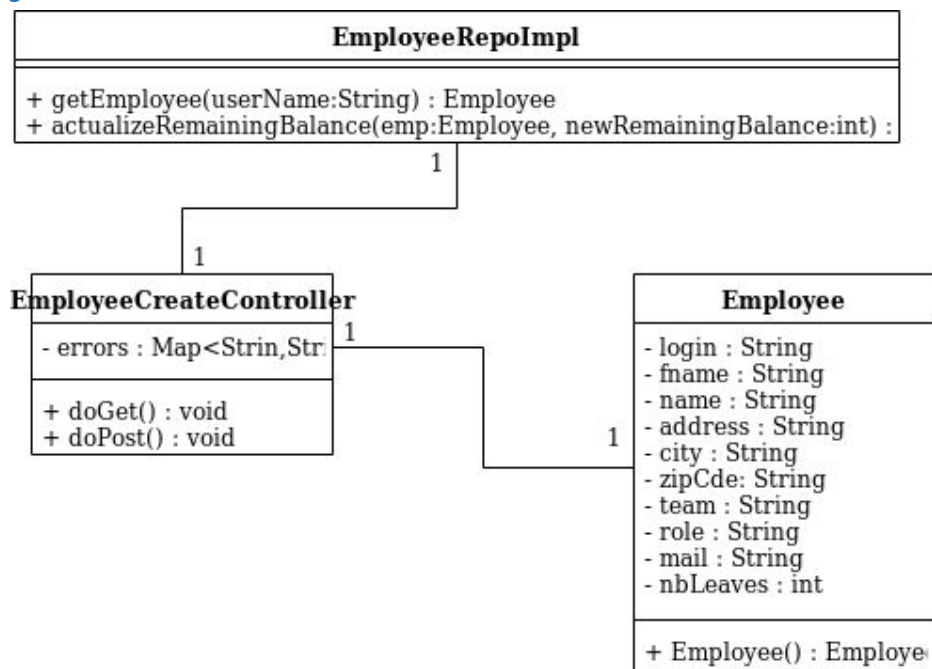 EmployeeRepoImpl
+ getEmployee(userName:String) : Employee
+ actualizeRemainingBalance(emp:Employee, newRemainingBalance:int) :
1
1
EmployeeCreateController
- errors : Map<Strin,Str
+ doGet() : void
+ doPost() : void
1
1
Employee
- login : String
- fname : String
- name : String
- address : String
- city : String
- zipCde: String
- team : String
- role : String
- mail : String
- nbLeaves : int
+ Employee() : Employe